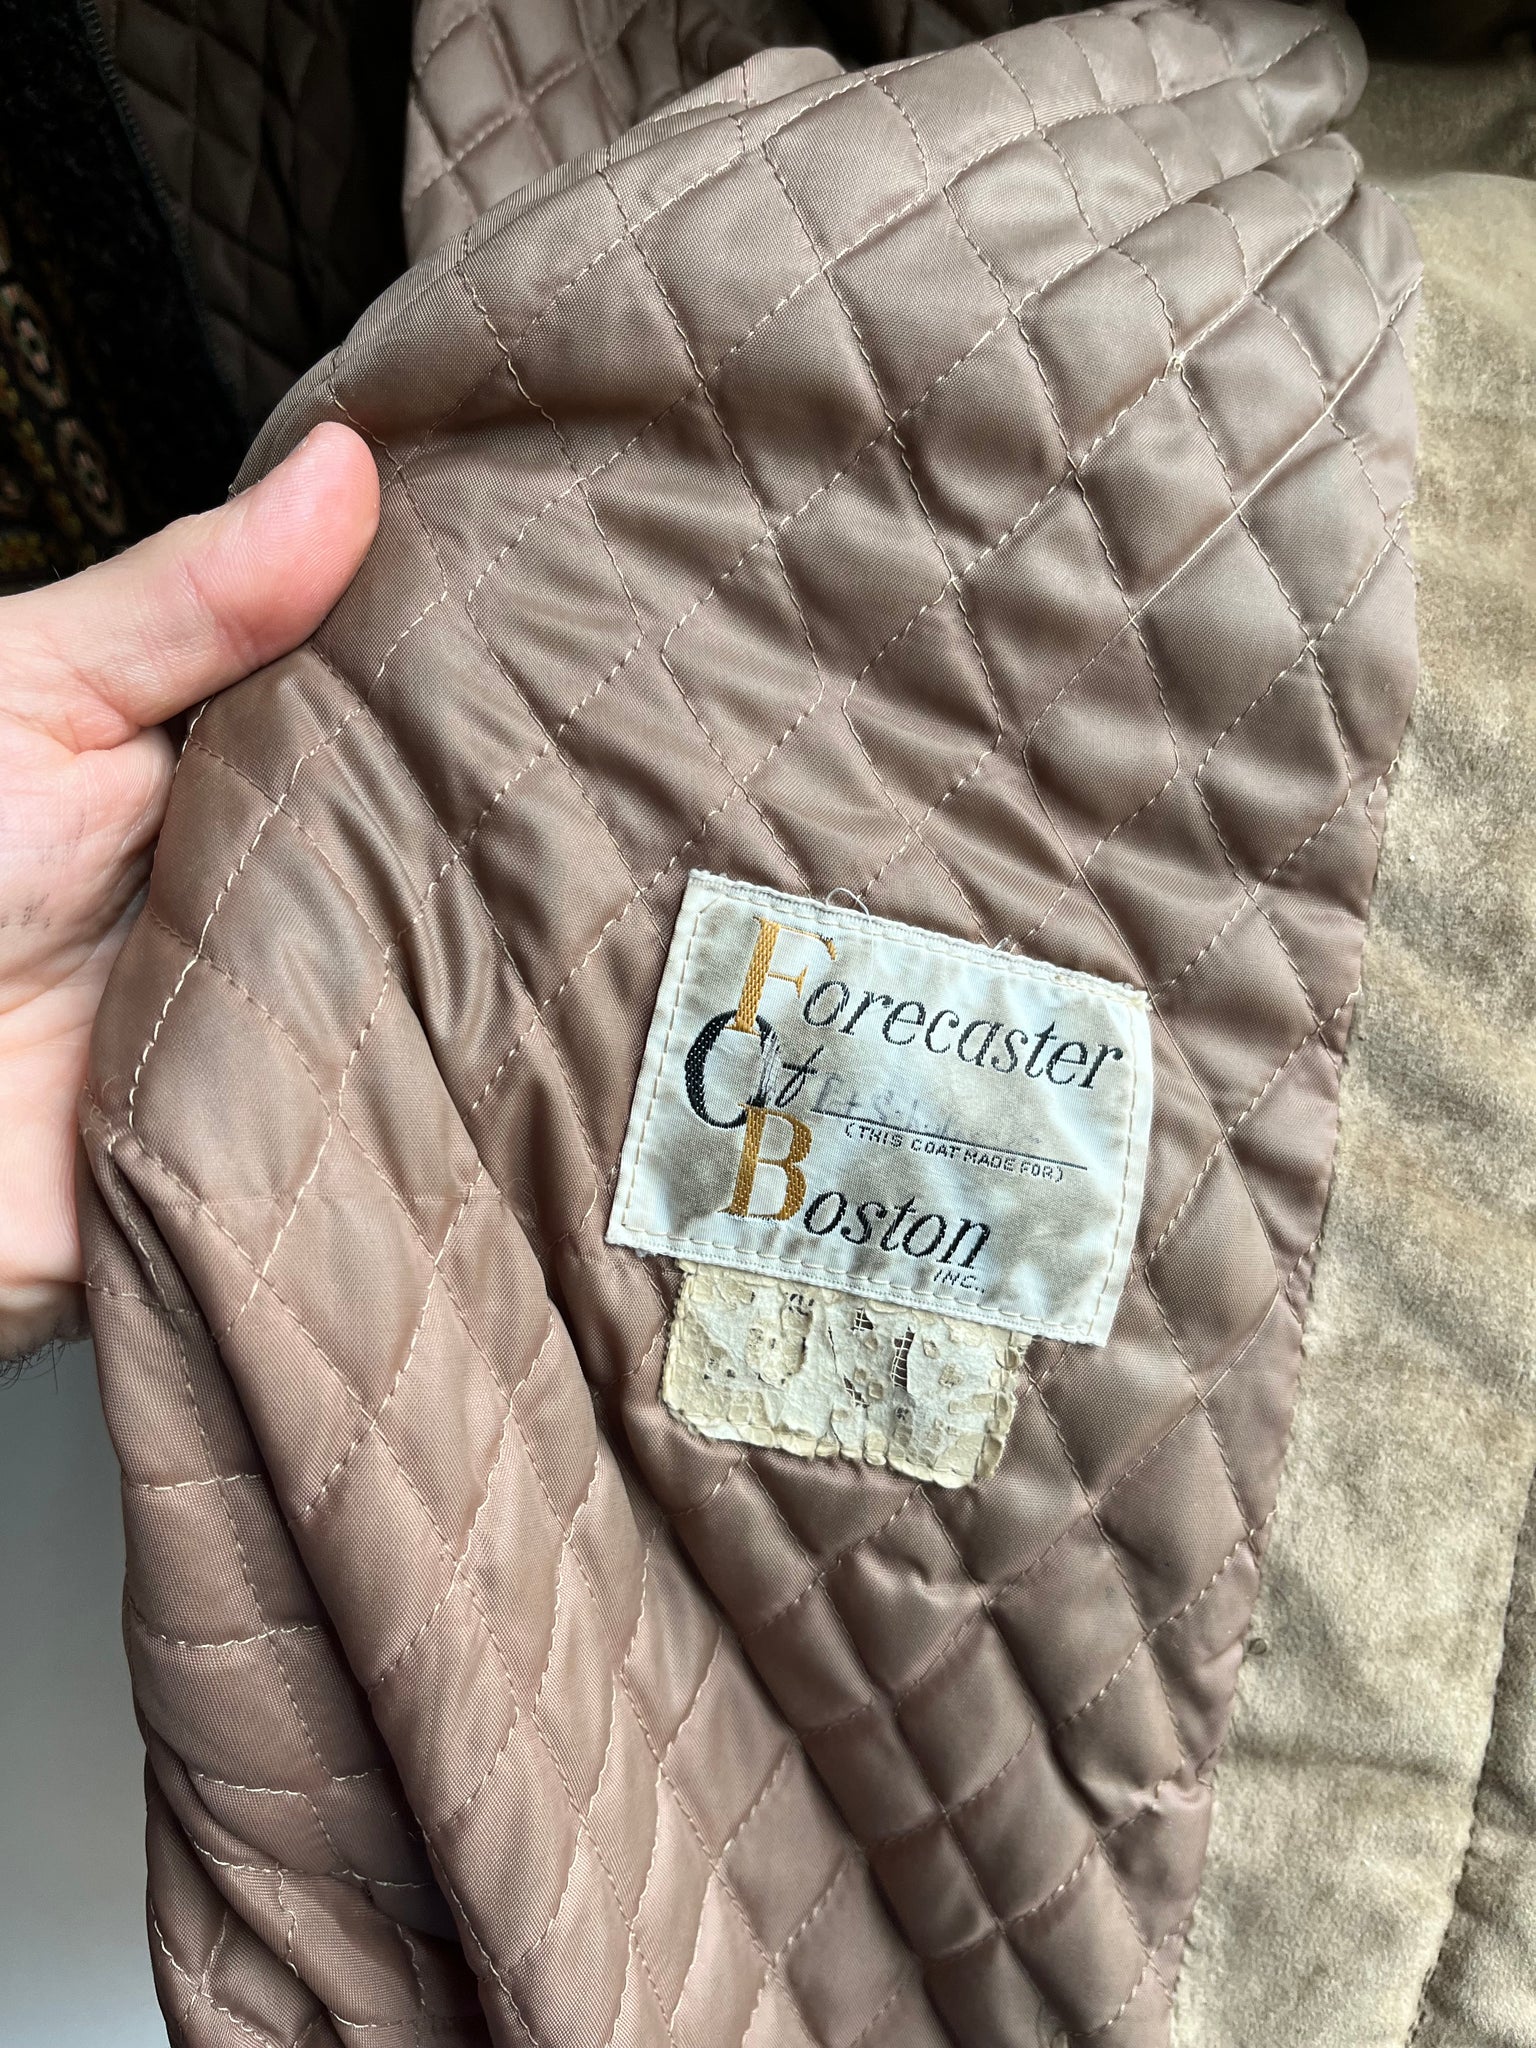 Forecaster
Of
(THIS COAT MADE FOR)
Boston
INC.